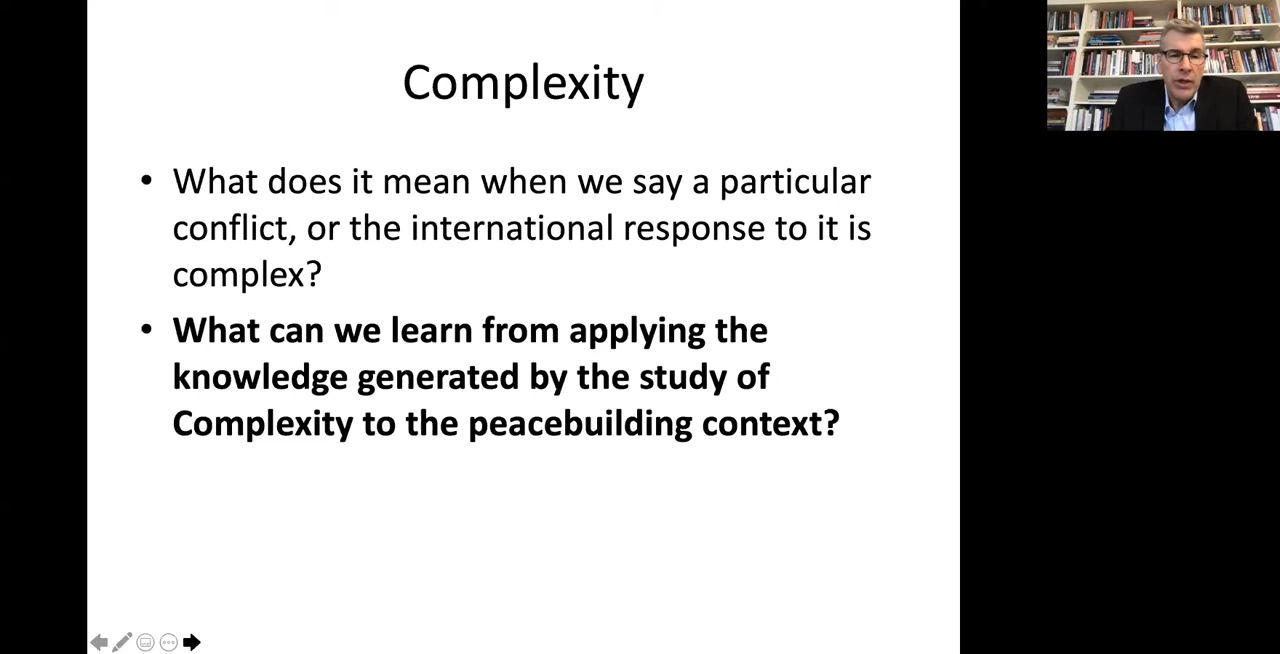 Complexity
• What does it mean when we say a particular
conflict, or the international response to it is
complex?
• What can we learn from applying the
knowledge generated by the study of
Complexity to the peacebuilding context?